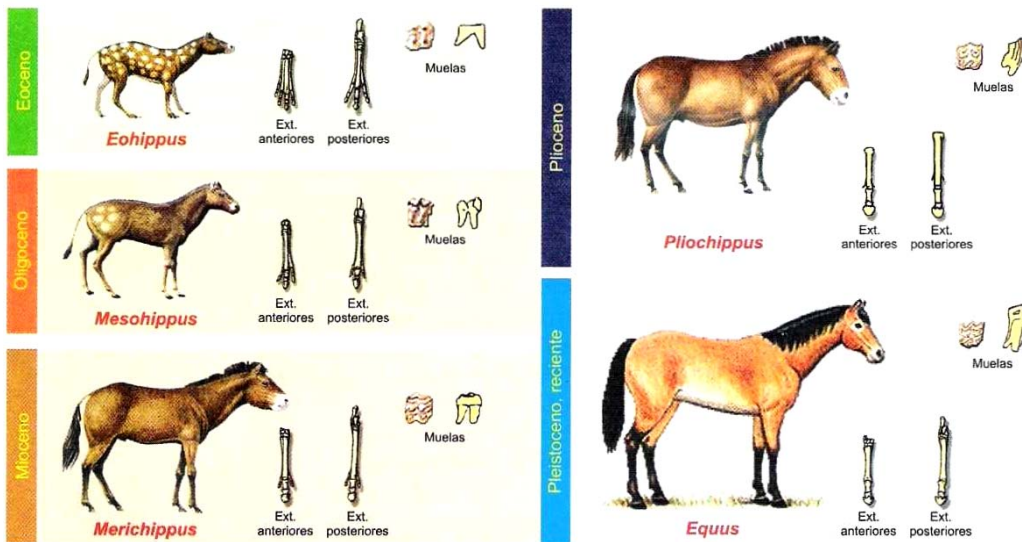 Eoceno
Eohippus
Ext.
anteriores
Ext.
posteriores
Muelas
Oligoceno
Mesohippus
Ext.
anteriores
Ext.
posteriores
Muelas
Mioceno
Merichippus
Ext.
anteriores
Ext.
posteriores
Muelas
Plioceno
Pliochippus
Ext.
anteriores
Ext.
posteriores
Muelas
Pleistoceno, reciente
Equus
Ext.
anteriores
Ext.
posteriores
Muelas